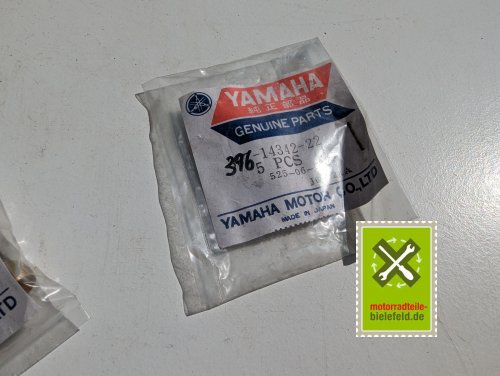 YAMAHA
純正部品
GENUINE PARTS
396-14342-22
5 PCS
525-06-
YAMAHA MOTOR CO.,LTD
MADE IN JAPAN
TD
motorradteile-
bielefeld.de